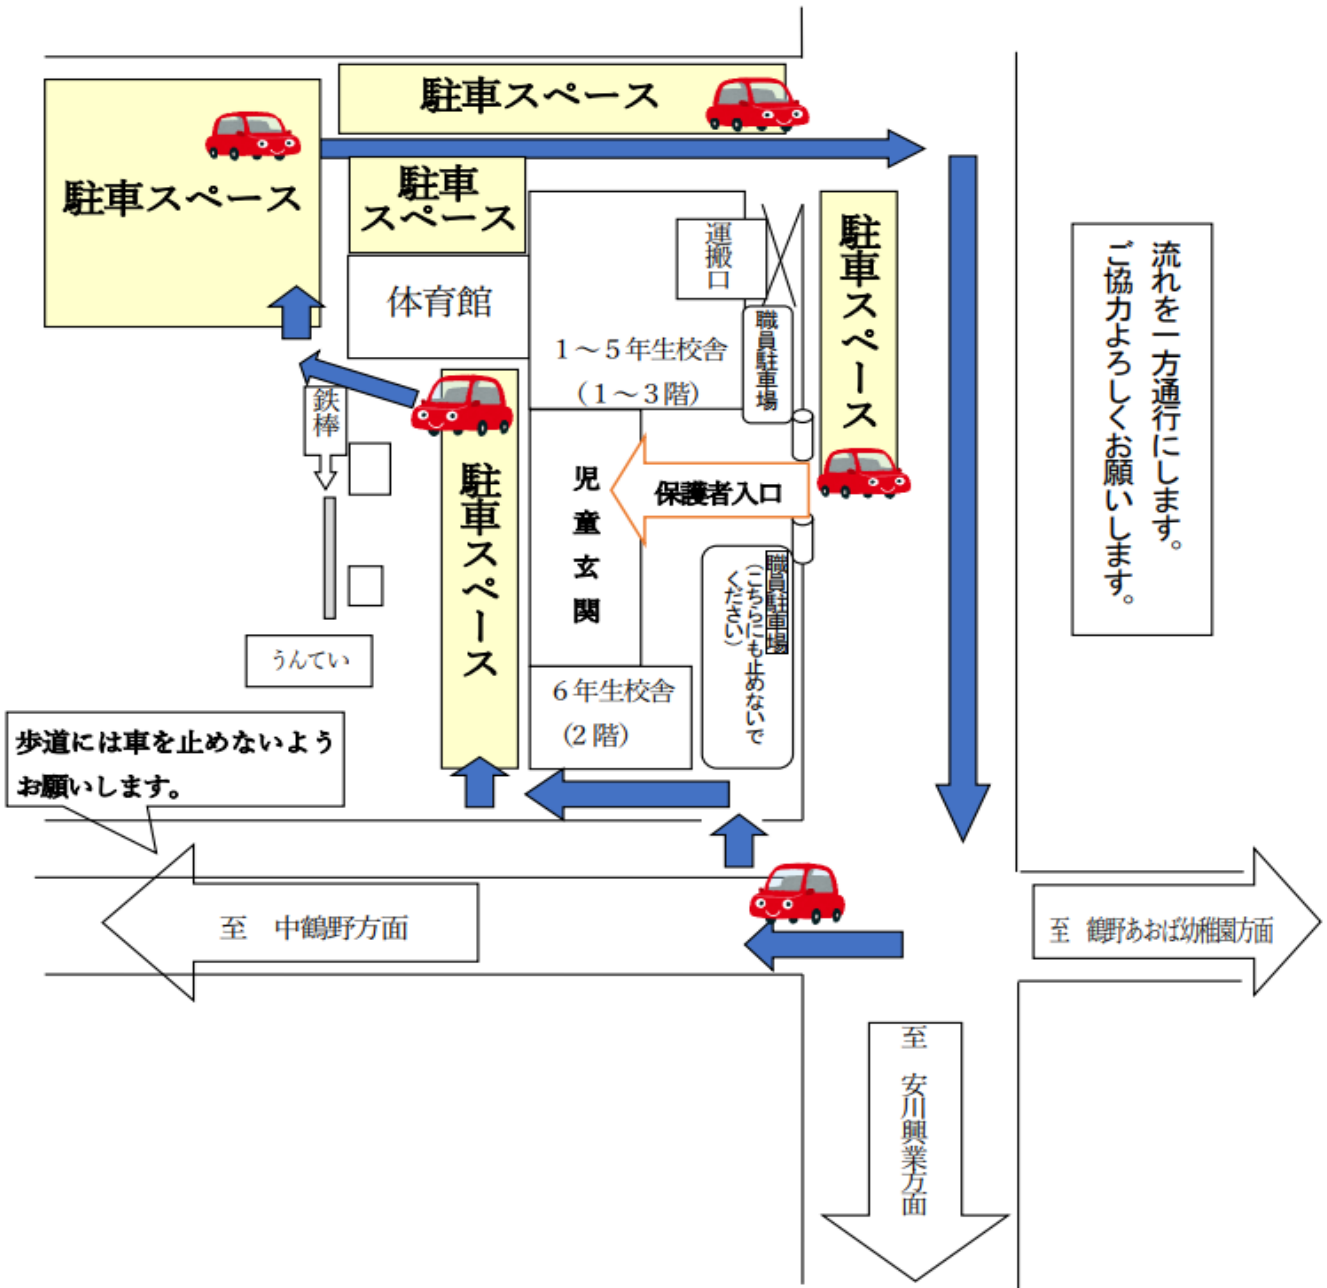 駐車スペース
駐車スペース
駐車
スペース
体育館
運搬口
1～5年生校舎
(1～3階)
職員駐車場
駐車スペース
流れを一方通行にします。
ご協力よろしくお願いします。
鉄棒
駐車スペース
児童玄関
保護者入口
職員駐車場
(こちらにも止めないで
ください)
うんてい
6年生校舎
(2階)
歩道には車を止めないよう
お願いします。
至　中鶴野方面
至　鶴野あおば幼稚園方面
至　安川興業方面